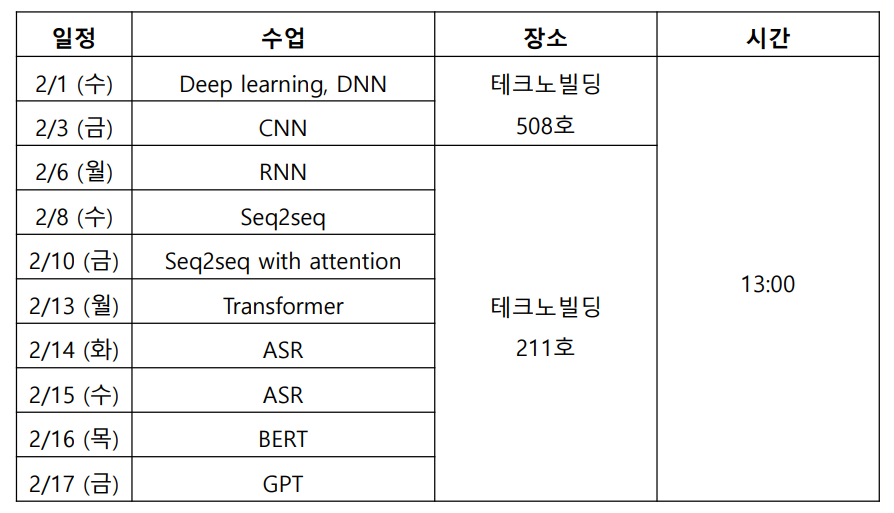 일정 수업 장소 시간
2/1 (수) Deep learning, DNN 테크노빌딩
2/3 (금) CNN 508호
2/6 (월) RNN
2/8 (수) Seq2seq
2/10 (금) Seq2seq with attention
13:00
2/13 (월) Transformer 테크노빌딩
2/14 (화) ASR 211호
2/15 (수) ASR
2/16 (목) BERT
2/17 (금) GPT